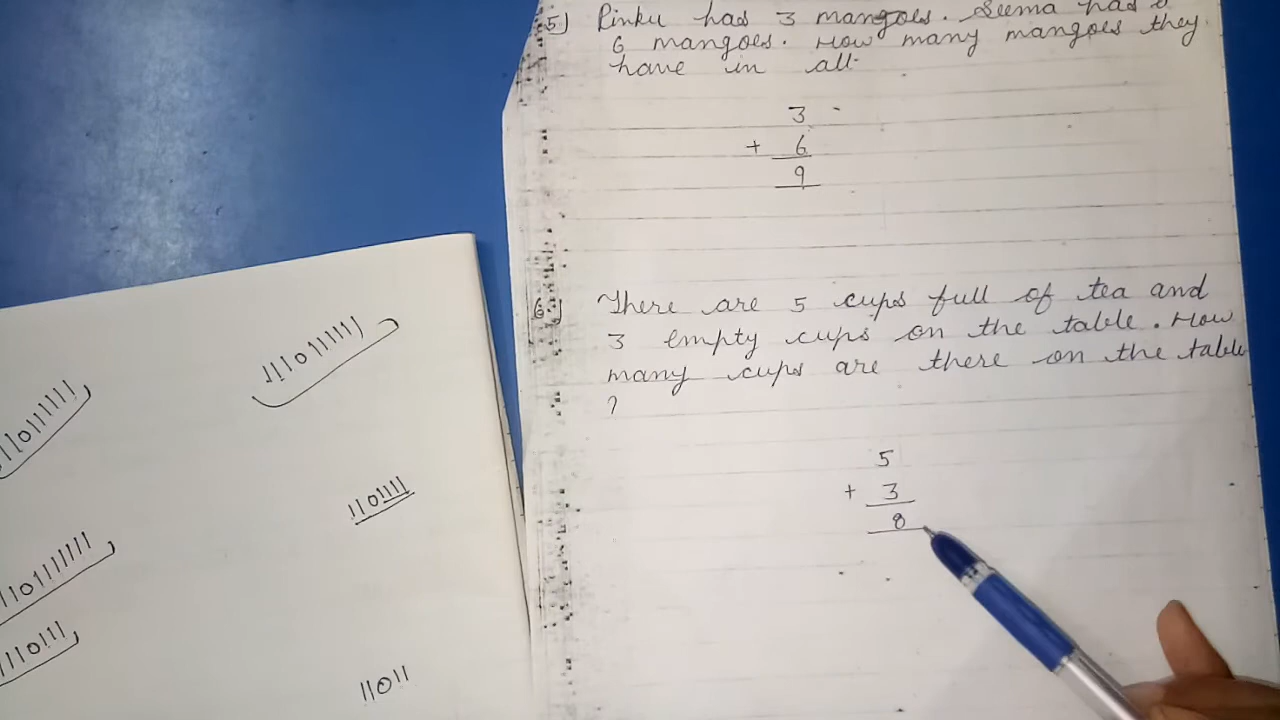 5) Pinku has 3 mangoes. Seema has
6 mangoes. How many mangoes they
have in all.
3
+ 6
9
6.) There are 5 cups full of tea and
3 empty cups on the table. How
many cups are there on the table
?
5
+ 3
8